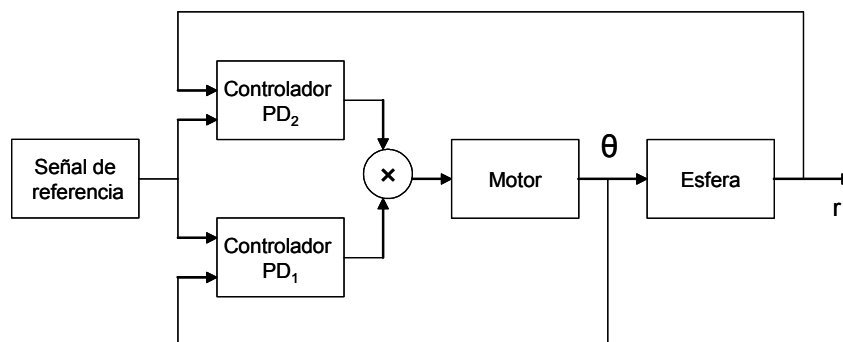 Controlador
PD₂
Señal de
referencia
×
Motor
θ
Esfera
r
Controlador
PD₁